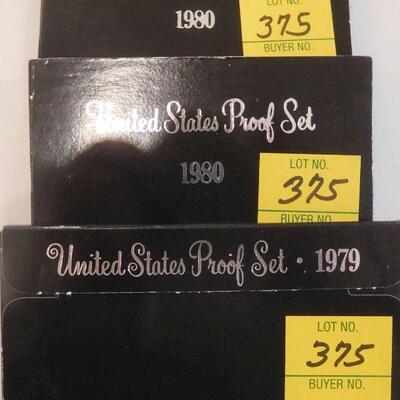 LOT NO.
1980
375
BUYER NO.
United States Proof Set
1980
LOT NO.
375
BUYER NO.
United States Proof Set · 1979
LOT NO.
375
BUYER NO.